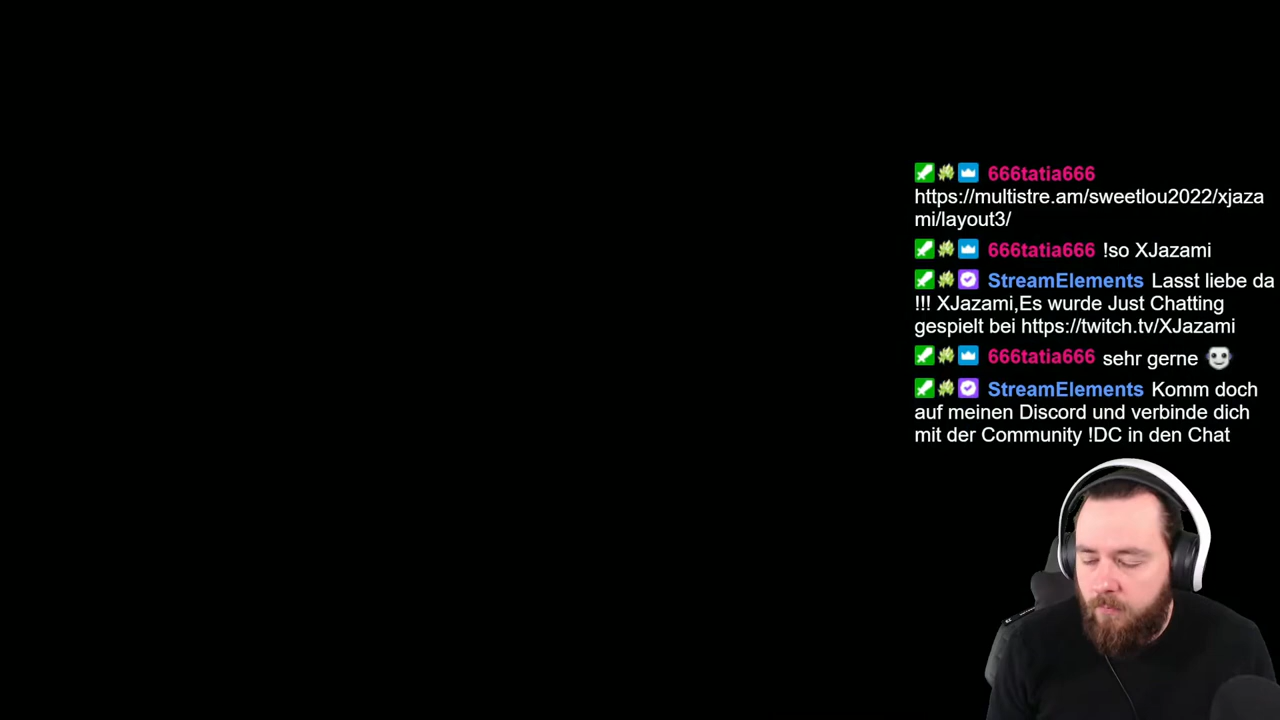 666tatia666
https://multistre.am/sweetlou2022/xjaza
mi/layout3/
666tatia666 !so XJazami
StreamElements Lasst liebe da
!!! XJazami,Es wurde Just Chatting
gespielt bei https://twitch.tv/XJazami
666tatia666 sehr gerne
StreamElements Komm doch
auf meinen Discord und verbinde dich
mit der Community !DC in den Chat